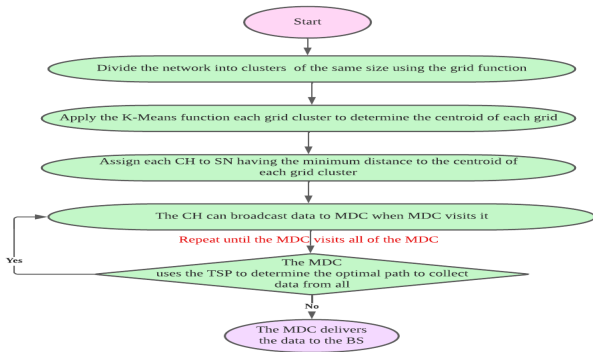 Start
Divide the network into clusters of the same size using the grid function
Apply the K-Means function each grid cluster to determine the centroid of each grid
Assign each CH to SN having the minimum distance to the centroid of
each grid cluster
The CH can broadcast data to MDC when MDC visits it
Repeat until the MDC visits all of the MDC
Yes
The MDC
uses the TSP to determine the optimal path to collect
data from all
No
The MDC delivers
the data to the BS